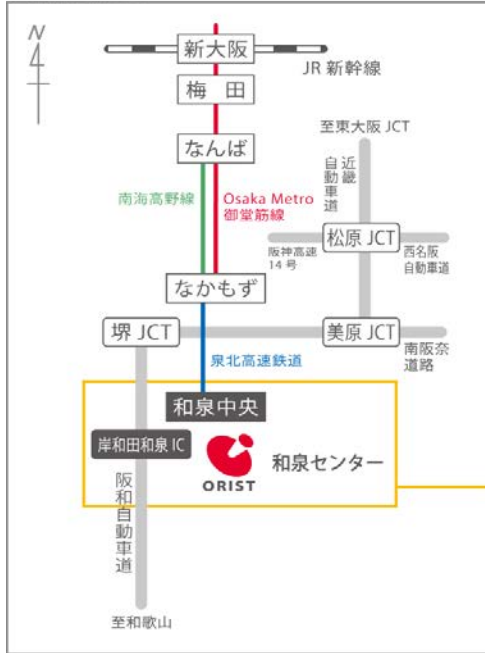 N
新大阪
JR 新幹線
梅 田
なんば
至東大阪 JCT
近畿
自動車道
南海高野線
Osaka Metro
御堂筋線
松原 JCT
阪神高速
14 号
西名阪
自動車道
なかもず
堺 JCT
美原 JCT
南阪奈
道路
泉北高速鉄道
和泉中央
岸和田和泉 IC
ORIST
和泉センター
阪和自動車道
至和歌山